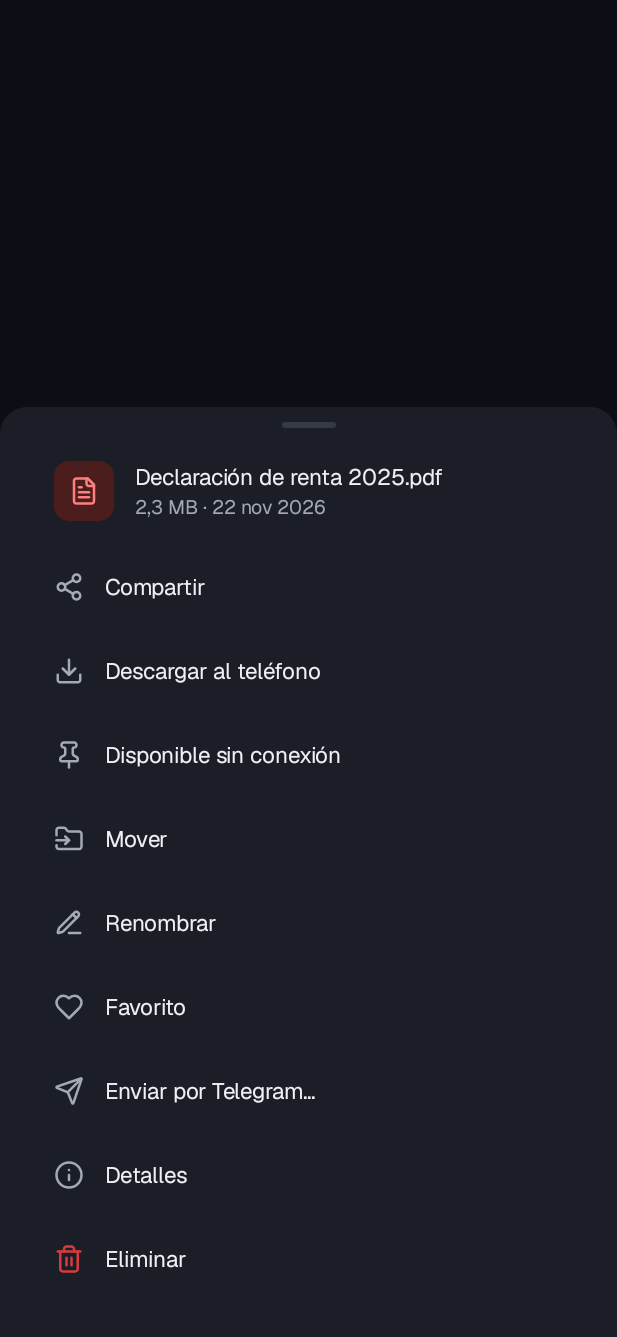 Declaración de renta 2025.pdf
2,3 MB · 22 nov 2026
Compartir
Descargar al teléfono
Disponible sin conexión
Mover
Renombrar
Favorito
Enviar por Telegram...
Detalles
Eliminar